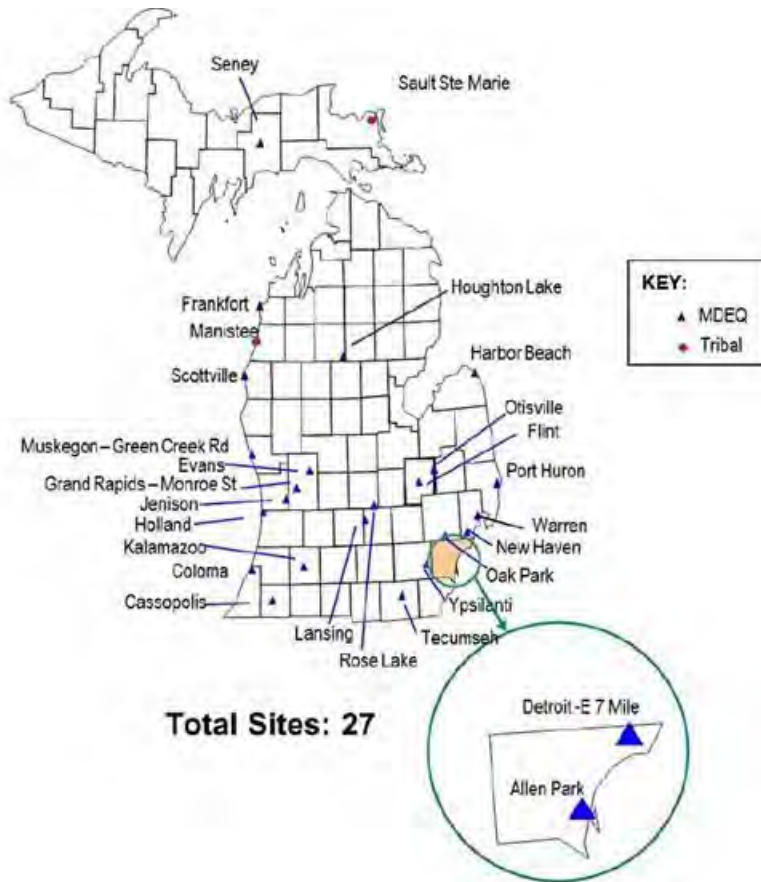 Seney
Sault Ste Marie
Houghton Lake
KEY:
MDEQ
Tribal
Frankfort
Manistee
Harbor Beach
Scottville
Otisville
Flint
Muskegon – Green Creek Rd
Evans
Grand Rapids – Monroe St
Port Huron
Jenison
Holland
Warren
New Haven
Kalamazoo
Oak Park
Coloma
Cassopolis
Ypsilanti
Lansing
Tecumseh
Rose Lake
Total Sites: 27
Detroit -E 7 Mile
Allen Park